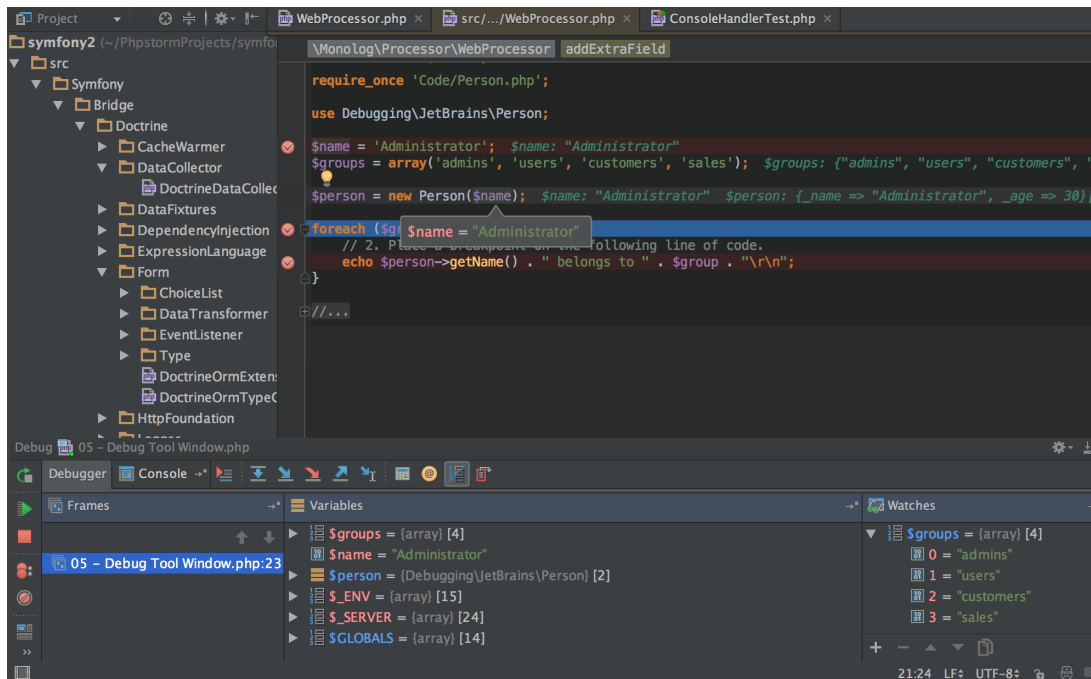 Project
WebProcessor.php
src/.../WebProcessor.php
ConsoleHandlerTest.php
symfony2 (~/PhpstormProjects/symfo
\Monolog\Processor\WebProcessor addExtraField
src
Symfony
Bridge
Doctrine
CacheWarmer
DataCollector
DoctrineDataCollec
DataFixtures
DependencyInjection
ExpressionLanguage
Form
ChoiceList
DataTransformer
EventListener
Type
DoctrineOrmExtens
DoctrineOrmTypeG
HttpFoundation
require_once 'Code/Person.php';
use Debugging\JetBrains\Person;
$name = 'Administrator'; $name: "Administrator"
$groups = array('admins', 'users', 'customers', 'sales'); $groups: {"admins", "users", "customers", "
$person = new Person($name); $name: "Administrator" $person: {_name => "Administrator", _age => 30};
foreach ($gr
$name = "Administrator"
// 2. Place a breakpoint on the following line of code.
echo $person->getName() . " belongs to " . $group . "\r\n";
}
//...
Debug 05 – Debug Tool Window.php
Debugger Console
Frames
05 – Debug Tool Window.php:23
Variables
$groups = {array} [4]
$name = "Administrator"
$person = {Debugging\JetBrains\Person} [2]
$_ENV = {array} [15]
$_SERVER = {array} [24]
$GLOBALS = {array} [14]
Watches
$groups = {array} [4]
0 = "admins"
1 = "users"
2 = "customers"
3 = "sales"
21:24 LF UTF-8